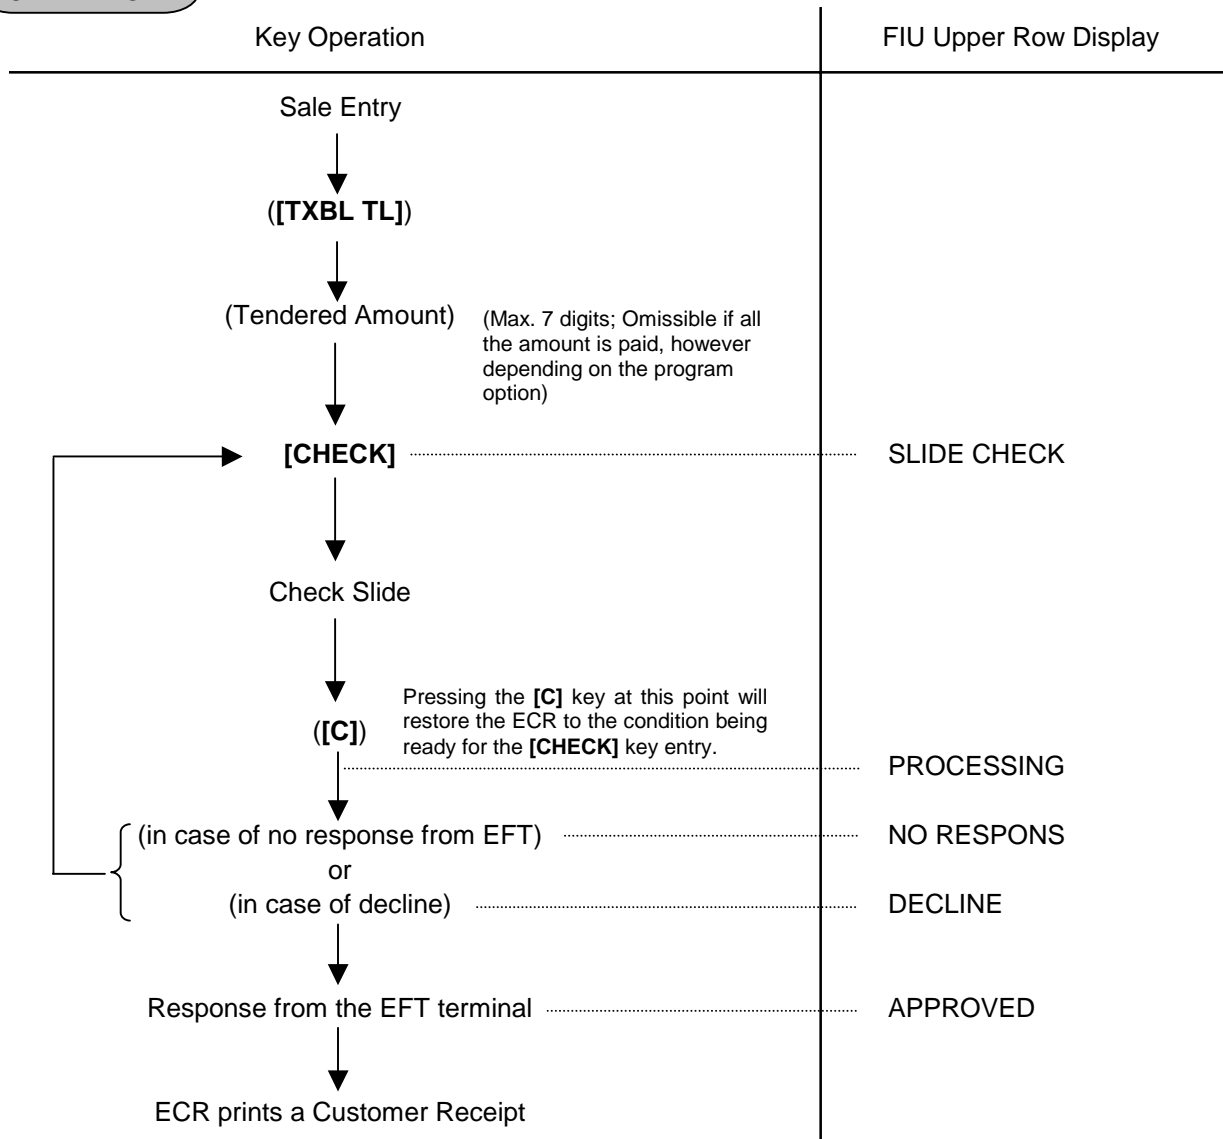 Key Operation
FIU Upper Row Display
Sale Entry
([TXBL TL])
(Tendered Amount)
(Max. 7 digits; Omissible if all
the amount is paid, however
depending on the program
option)
[CHECK]
SLIDE CHECK
Check Slide
([C])
Pressing the [C] key at this point will
restore the ECR to the condition being
ready for the [CHECK] key entry.
PROCESSING
(in case of no response from EFT)
NO RESPONS
or
(in case of decline)
DECLINE
Response from the EFT terminal
APPROVED
ECR prints a Customer Receipt